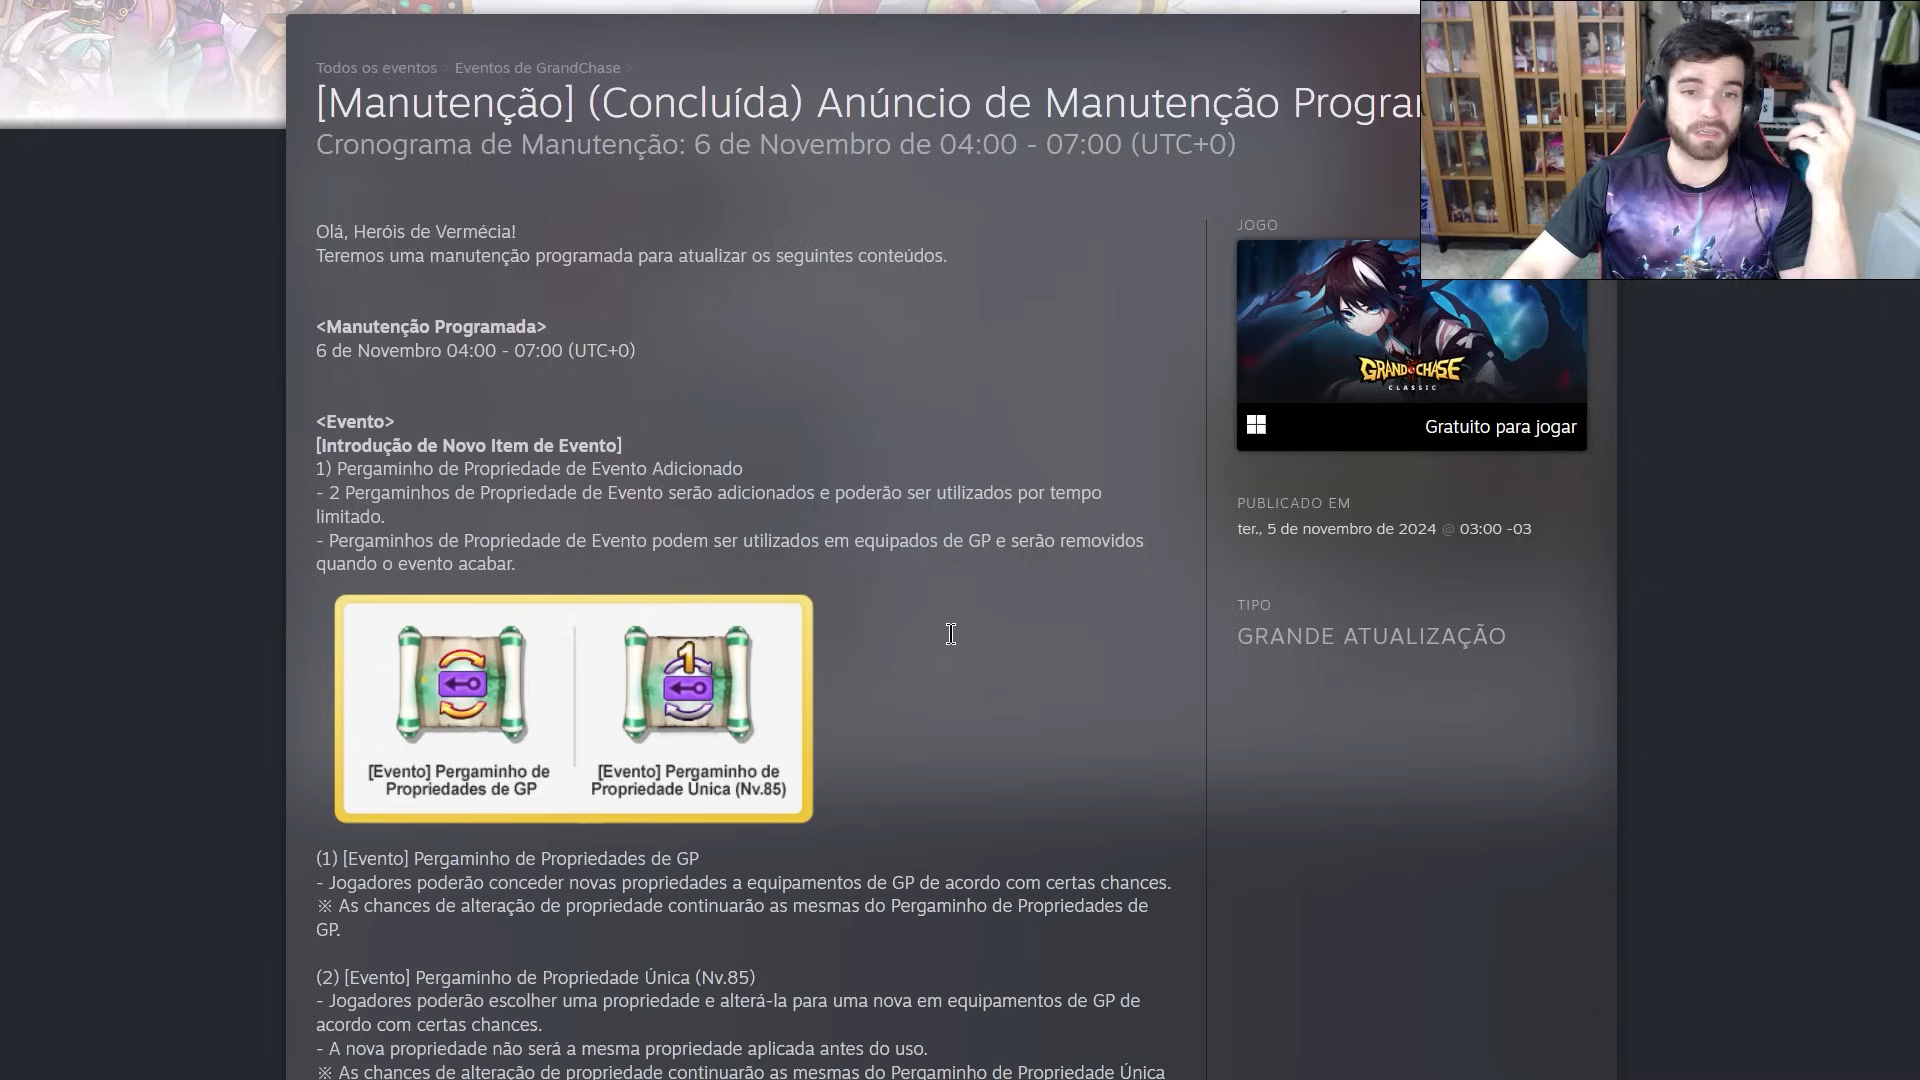 Todos os eventos
Eventos de GrandChase
[Manutenção] (Concluída) Anúncio de Manutenção
Cronograma de Manutenção: 6 de Novembro de 04:00 - 07:00 (UTC+0)
Olá, Heróis de Vermécia!
Teremos uma manutenção programada para atualizar os seguintes conteúdos.
<Manutenção Programada>
6 de Novembro 04:00 - 07:00 (UTC+0)
<Evento>
[Introdução de Novo Item de Evento]
1) Pergaminho de Propriedade de Evento Adicionado
- 2 Pergaminhos de Propriedade de Evento serão adicionados e poderão ser utilizados por tempo
limitado.
- Pergaminhos de Propriedade de Evento podem ser utilizados em equipados de GP e serão removidos
quando o evento acabar.
1
[Evento] Pergaminho de
Propriedades de GP
[Evento] Pergaminho de
Propriedade Única (Nv.85)
(1) [Evento] Pergaminho de Propriedades de GP
- Jogadores poderão conceder novas propriedades a equipamentos de GP de acordo com certas chances.
※ As chances de alteração de propriedade continuarão as mesmas do Pergaminho de Propriedades de
GP.
(2) [Evento] Pergaminho de Propriedade Única (Nv.85)
- Jogadores poderão escolher uma propriedade e alterá-la para uma nova em equipamentos de GP de
acordo com certas chances.
- A nova propriedade não será a mesma propriedade aplicada antes do uso.
※ As chances de alteração de propriedade continuarão as mesmas do Pergaminho de Propriedade Única
JOGO
GRAND CHASE
CLASSIC
Gratuito para jogar
PUBLICADO EM
ter., 5 de novembro de 2024 @ 03:00 -03
TIPO
GRANDE ATUALIZAÇÃO